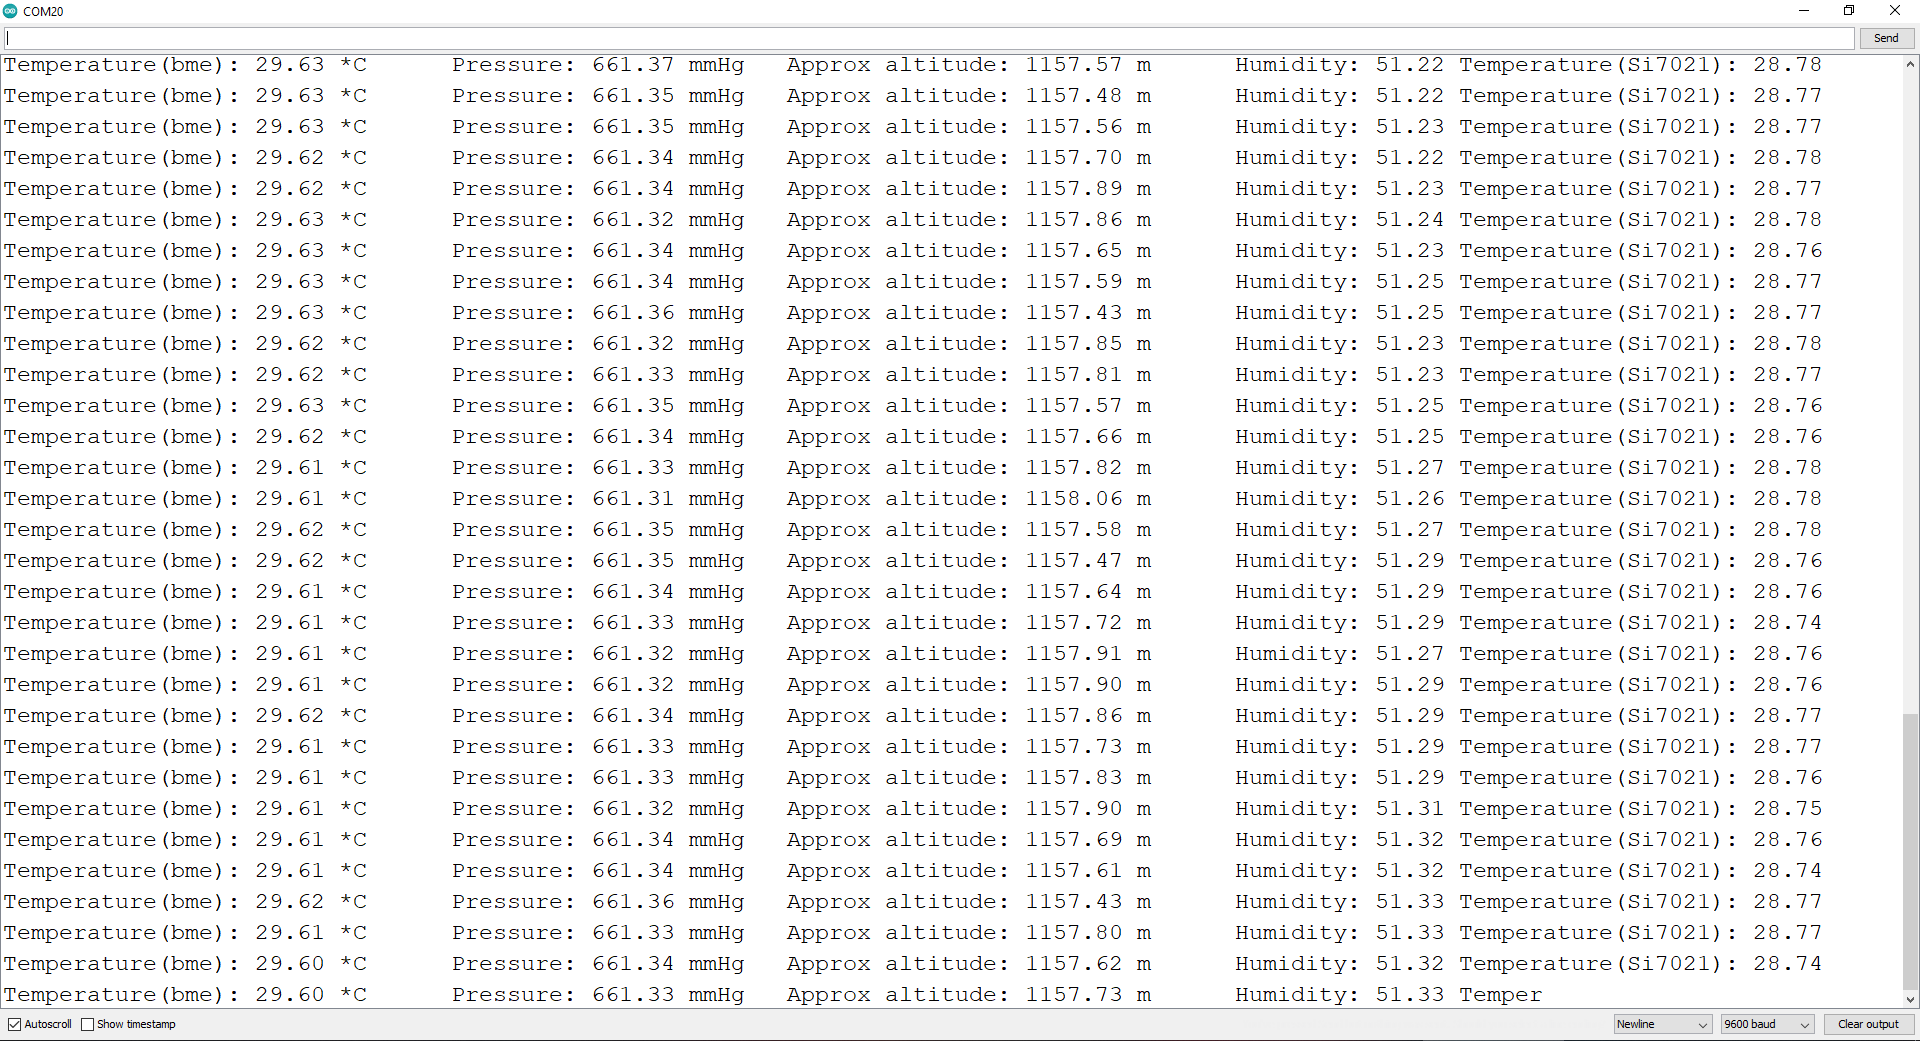 COM20
Send
Temperature(bme): 29.63 *C Pressure: 661.37 mmHg Approx altitude: 1157.57 m Humidity: 51.22 Temperature(Si7021): 28.78
Temperature(bme): 29.63 *C Pressure: 661.35 mmHg Approx altitude: 1157.48 m Humidity: 51.22 Temperature(Si7021): 28.77
Temperature(bme): 29.63 *C Pressure: 661.35 mmHg Approx altitude: 1157.56 m Humidity: 51.23 Temperature(Si7021): 28.77
Temperature(bme): 29.62 *C Pressure: 661.34 mmHg Approx altitude: 1157.70 m Humidity: 51.22 Temperature(Si7021): 28.78
Temperature(bme): 29.62 *C Pressure: 661.34 mmHg Approx altitude: 1157.89 m Humidity: 51.23 Temperature(Si7021): 28.77
Temperature(bme): 29.63 *C Pressure: 661.32 mmHg Approx altitude: 1157.86 m Humidity: 51.24 Temperature(Si7021): 28.78
Temperature(bme): 29.63 *C Pressure: 661.34 mmHg Approx altitude: 1157.65 m Humidity: 51.23 Temperature(Si7021): 28.76
Temperature(bme): 29.63 *C Pressure: 661.34 mmHg Approx altitude: 1157.59 m Humidity: 51.25 Temperature(Si7021): 28.77
Temperature(bme): 29.63 *C Pressure: 661.36 mmHg Approx altitude: 1157.43 m Humidity: 51.25 Temperature(Si7021): 28.77
Temperature(bme): 29.62 *C Pressure: 661.32 mmHg Approx altitude: 1157.85 m Humidity: 51.23 Temperature(Si7021): 28.78
Temperature(bme): 29.62 *C Pressure: 661.33 mmHg Approx altitude: 1157.81 m Humidity: 51.23 Temperature(Si7021): 28.77
Temperature(bme): 29.63 *C Pressure: 661.35 mmHg Approx altitude: 1157.57 m Humidity: 51.25 Temperature(Si7021): 28.76
Temperature(bme): 29.62 *C Pressure: 661.34 mmHg Approx altitude: 1157.66 m Humidity: 51.25 Temperature(Si7021): 28.76
Temperature(bme): 29.61 *C Pressure: 661.33 mmHg Approx altitude: 1157.82 m Humidity: 51.27 Temperature(Si7021): 28.78
Temperature(bme): 29.61 *C Pressure: 661.31 mmHg Approx altitude: 1158.06 m Humidity: 51.26 Temperature(Si7021): 28.78
Temperature(bme): 29.62 *C Pressure: 661.35 mmHg Approx altitude: 1157.58 m Humidity: 51.27 Temperature(Si7021): 28.78
Temperature(bme): 29.62 *C Pressure: 661.35 mmHg Approx altitude: 1157.47 m Humidity: 51.29 Temperature(Si7021): 28.76
Temperature(bme): 29.61 *C Pressure: 661.34 mmHg Approx altitude: 1157.64 m Humidity: 51.29 Temperature(Si7021): 28.76
Temperature(bme): 29.61 *C Pressure: 661.33 mmHg Approx altitude: 1157.72 m Humidity: 51.29 Temperature(Si7021): 28.74
Temperature(bme): 29.61 *C Pressure: 661.32 mmHg Approx altitude: 1157.91 m Humidity: 51.27 Temperature(Si7021): 28.76
Temperature(bme): 29.61 *C Pressure: 661.32 mmHg Approx altitude: 1157.90 m Humidity: 51.29 Temperature(Si7021): 28.76
Temperature(bme): 29.62 *C Pressure: 661.34 mmHg Approx altitude: 1157.86 m Humidity: 51.29 Temperature(Si7021): 28.77
Temperature(bme): 29.61 *C Pressure: 661.33 mmHg Approx altitude: 1157.73 m Humidity: 51.29 Temperature(Si7021): 28.77
Temperature(bme): 29.61 *C Pressure: 661.33 mmHg Approx altitude: 1157.83 m Humidity: 51.29 Temperature(Si7021): 28.76
Temperature(bme): 29.61 *C Pressure: 661.32 mmHg Approx altitude: 1157.90 m Humidity: 51.31 Temperature(Si7021): 28.75
Temperature(bme): 29.61 *C Pressure: 661.34 mmHg Approx altitude: 1157.69 m Humidity: 51.32 Temperature(Si7021): 28.76
Temperature(bme): 29.61 *C Pressure: 661.34 mmHg Approx altitude: 1157.61 m Humidity: 51.32 Temperature(Si7021): 28.74
Temperature(bme): 29.62 *C Pressure: 661.36 mmHg Approx altitude: 1157.43 m Humidity: 51.33 Temperature(Si7021): 28.77
Temperature(bme): 29.61 *C Pressure: 661.33 mmHg Approx altitude: 1157.80 m Humidity: 51.33 Temperature(Si7021): 28.77
Temperature(bme): 29.60 *C Pressure: 661.34 mmHg Approx altitude: 1157.62 m Humidity: 51.32 Temperature(Si7021): 28.74
Temperature(bme): 29.60 *C Pressure: 661.33 mmHg Approx altitude: 1157.73 m Humidity: 51.33 Temper
Autoscroll Show timestamp Newline 9600 baud Clear output